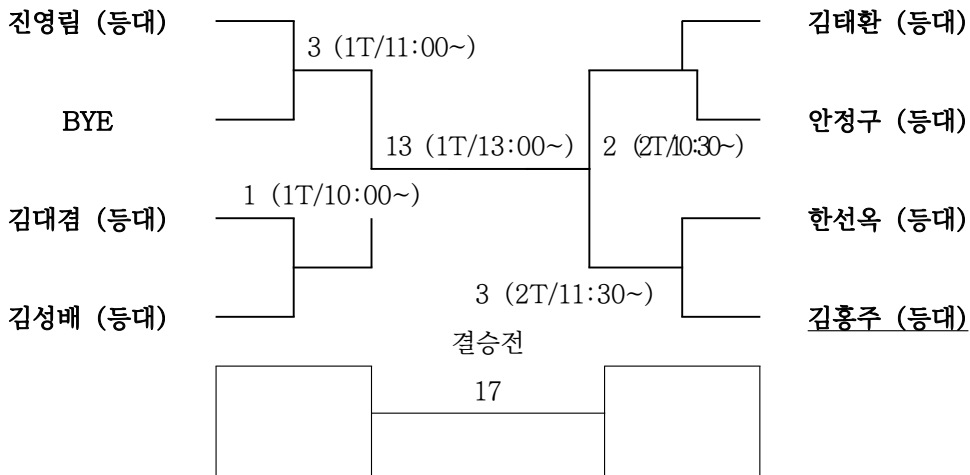 진영림 (등대)
김태환 (등대)
3 (1T/11:00~)
BYE
안정구 (등대)
13 (1T/13:00~)
2 (2T/10:30~)
1 (1T/10:00~)
김대겸 (등대)
한선옥 (등대)
3 (2T/11:30~)
김성배 (등대)
김홍주 (등대)
결승전
17